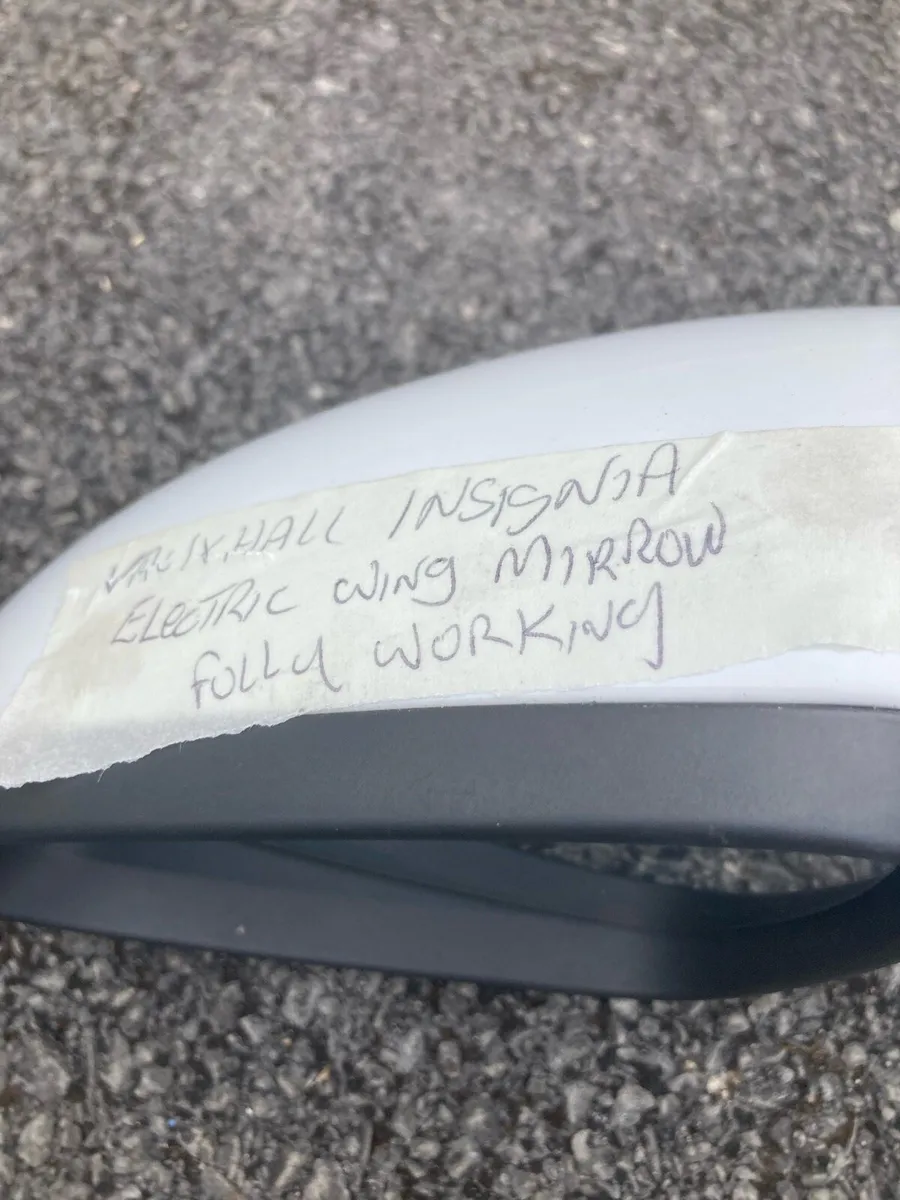 VAUXHALL INSIGNIA
ELECTRIC WING MIRROW
FULLY WORKING